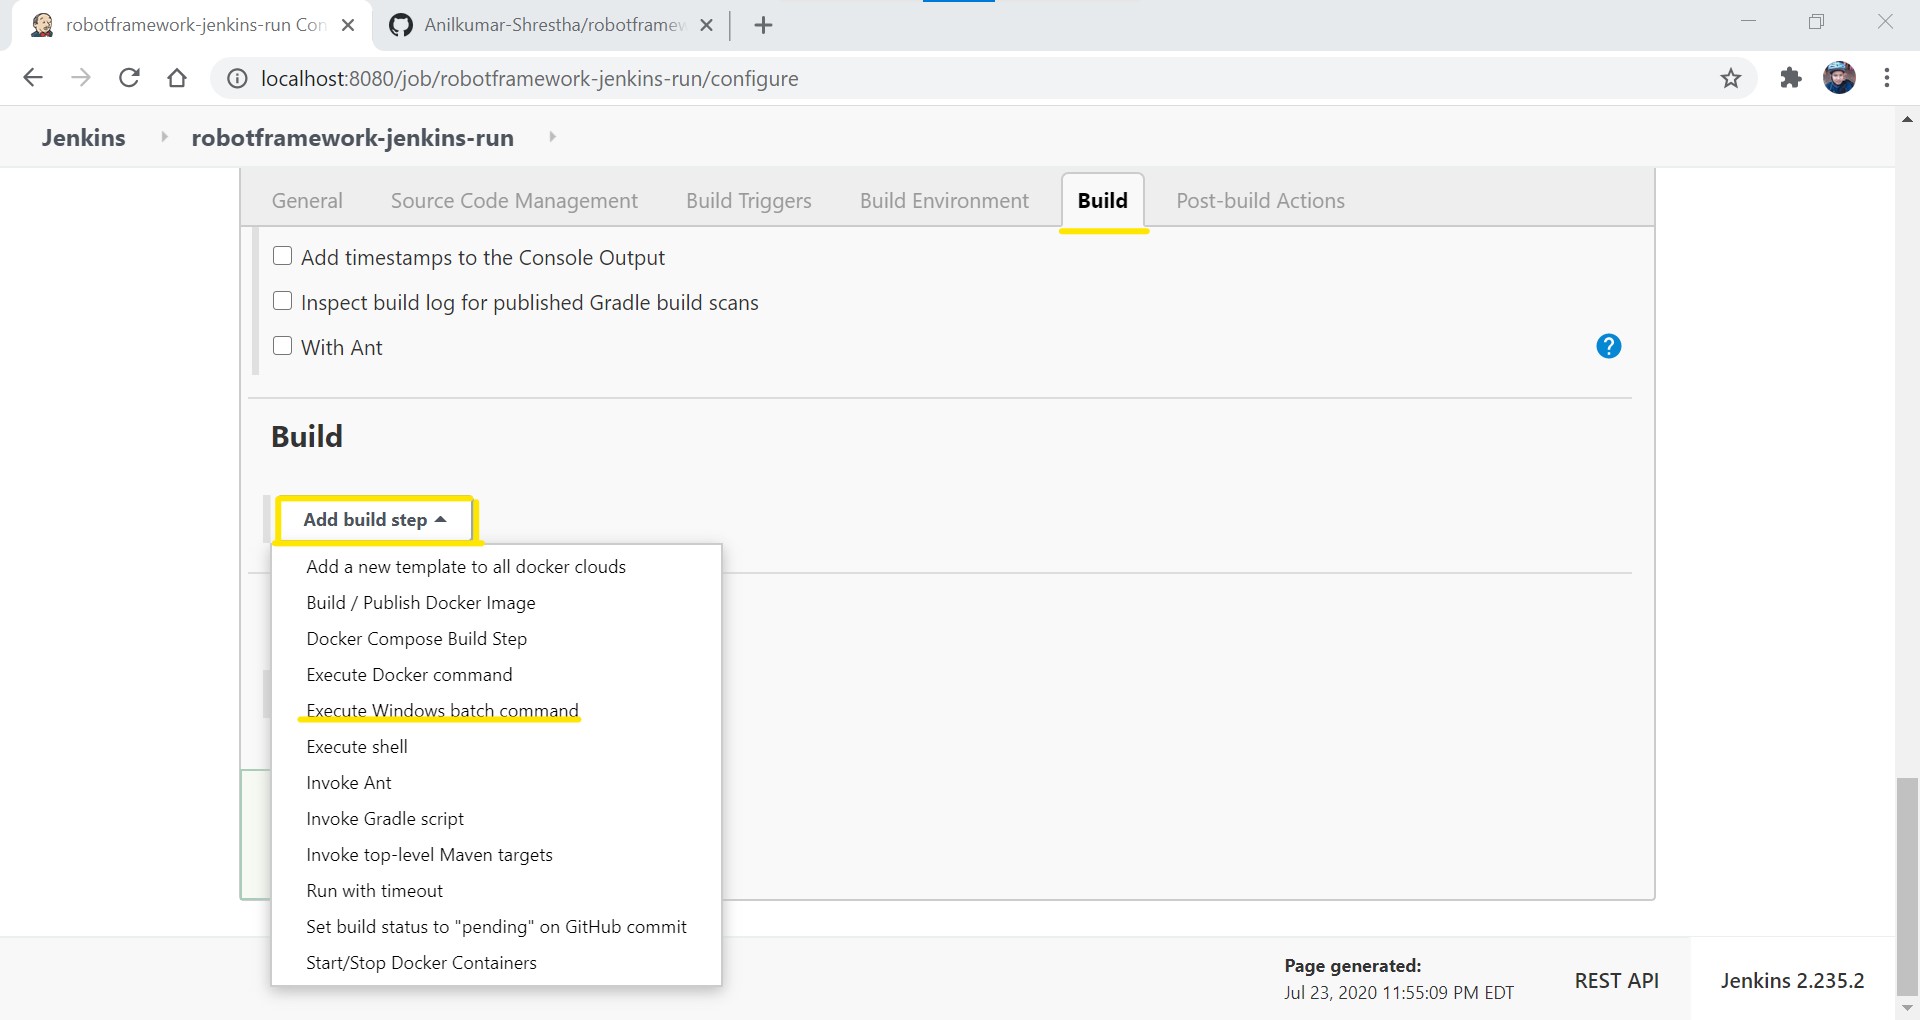 robotframework-jenkins-run Con
Anilkumar-Shrestha/robotframew
localhost:8080/job/robotframework-jenkins-run/configure
Jenkins robotframework-jenkins-run
General Source Code Management Build Triggers Build Environment Build Post-build Actions
Add timestamps to the Console Output
Inspect build log for published Gradle build scans
With Ant
?
Build
Add build step
Add a new template to all docker clouds
Build / Publish Docker Image
Docker Compose Build Step
Execute Docker command
Execute Windows batch command
Execute shell
Invoke Ant
Invoke Gradle script
Invoke top-level Maven targets
Run with timeout
Set build status to "pending" on GitHub commit
Start/Stop Docker Containers
Page generated:
Jul 23, 2020 11:55:09 PM EDT
REST API
Jenkins 2.235.2